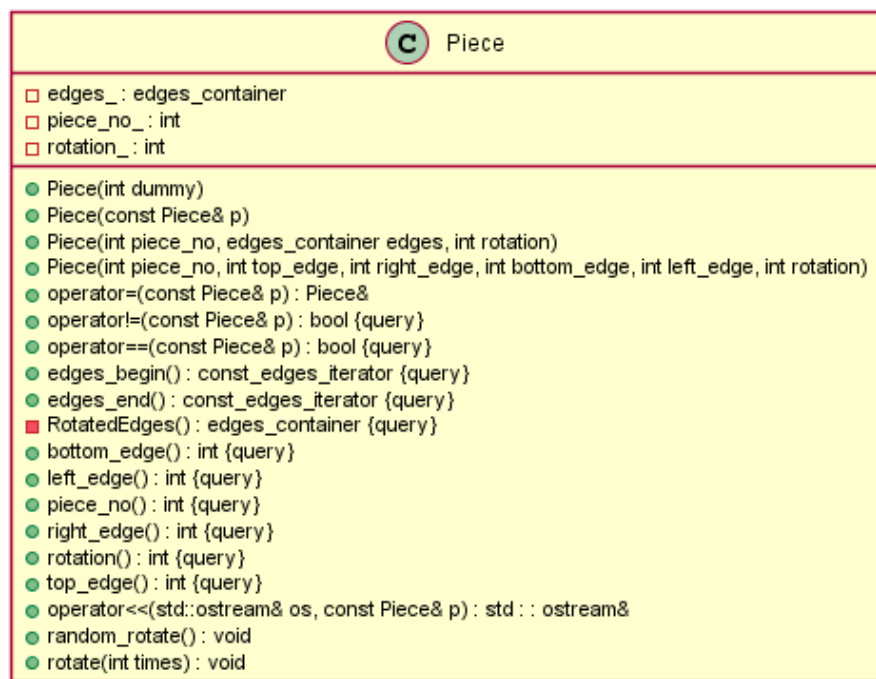 C Piece
edges_ : edges_container
piece_no_ : int
rotation_ : int
Piece(int dummy)
Piece(const Piece& p)
Piece(int piece_no, edges_container edges, int rotation)
Piece(int piece_no, int top_edge, int right_edge, int bottom_edge, int left_edge, int rotation)
operator=(const Piece& p) : Piece&
operator!=(const Piece& p) : bool {query}
operator==(const Piece& p) : bool {query}
edges_begin() : const_edges_iterator {query}
edges_end() : const_edges_iterator {query}
RotatedEdges() : edges_container {query}
bottom_edge() : int {query}
left_edge() : int {query}
piece_no() : int {query}
right_edge() : int {query}
rotation() : int {query}
top_edge() : int {query}
operator<<(std::ostream& os, const Piece& p) : std : : ostream&
random_rotate() : void
rotate(int times) : void